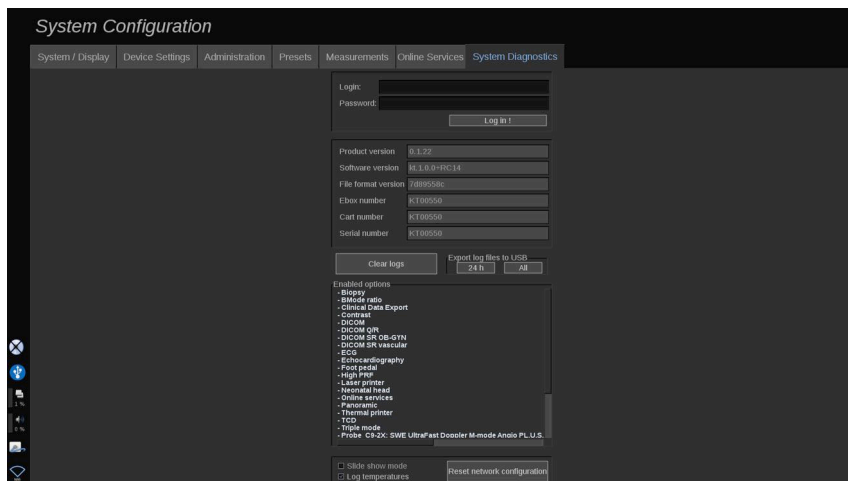 System Configuration
System / Display Device Settings Administration Presets Measurements Online Services System Diagnostics
Login:
Password:
Log in !
Product version 0.1.22
Software version kt.1.0.0-RC14
File format version 7d89558c
Ebox number KT00550
Cart number KT00550
Serial number KT00550
Clear logs
Export log files to USB
24 h All
Enabled options
- Biopsy
- BMode ratio
- Clinical Data Export
- Contrast
- DICOM
- DICOM Q/R
- DICOM SR OB-GYN
- DICOM SR vascular
- ECG
- Echocardiography
- Foot pedal
- High PRF
- Laser printer
- Neonatal head
- Online services
- Panoramic
- Thermal printer
- TCD
- Triple mode
- Probe C9-2X: SWE UltraFast Doppler M-mode Angio PL.U.S.
1 %
0 %
Slide show mode
Log temperatures
Reset network configuration